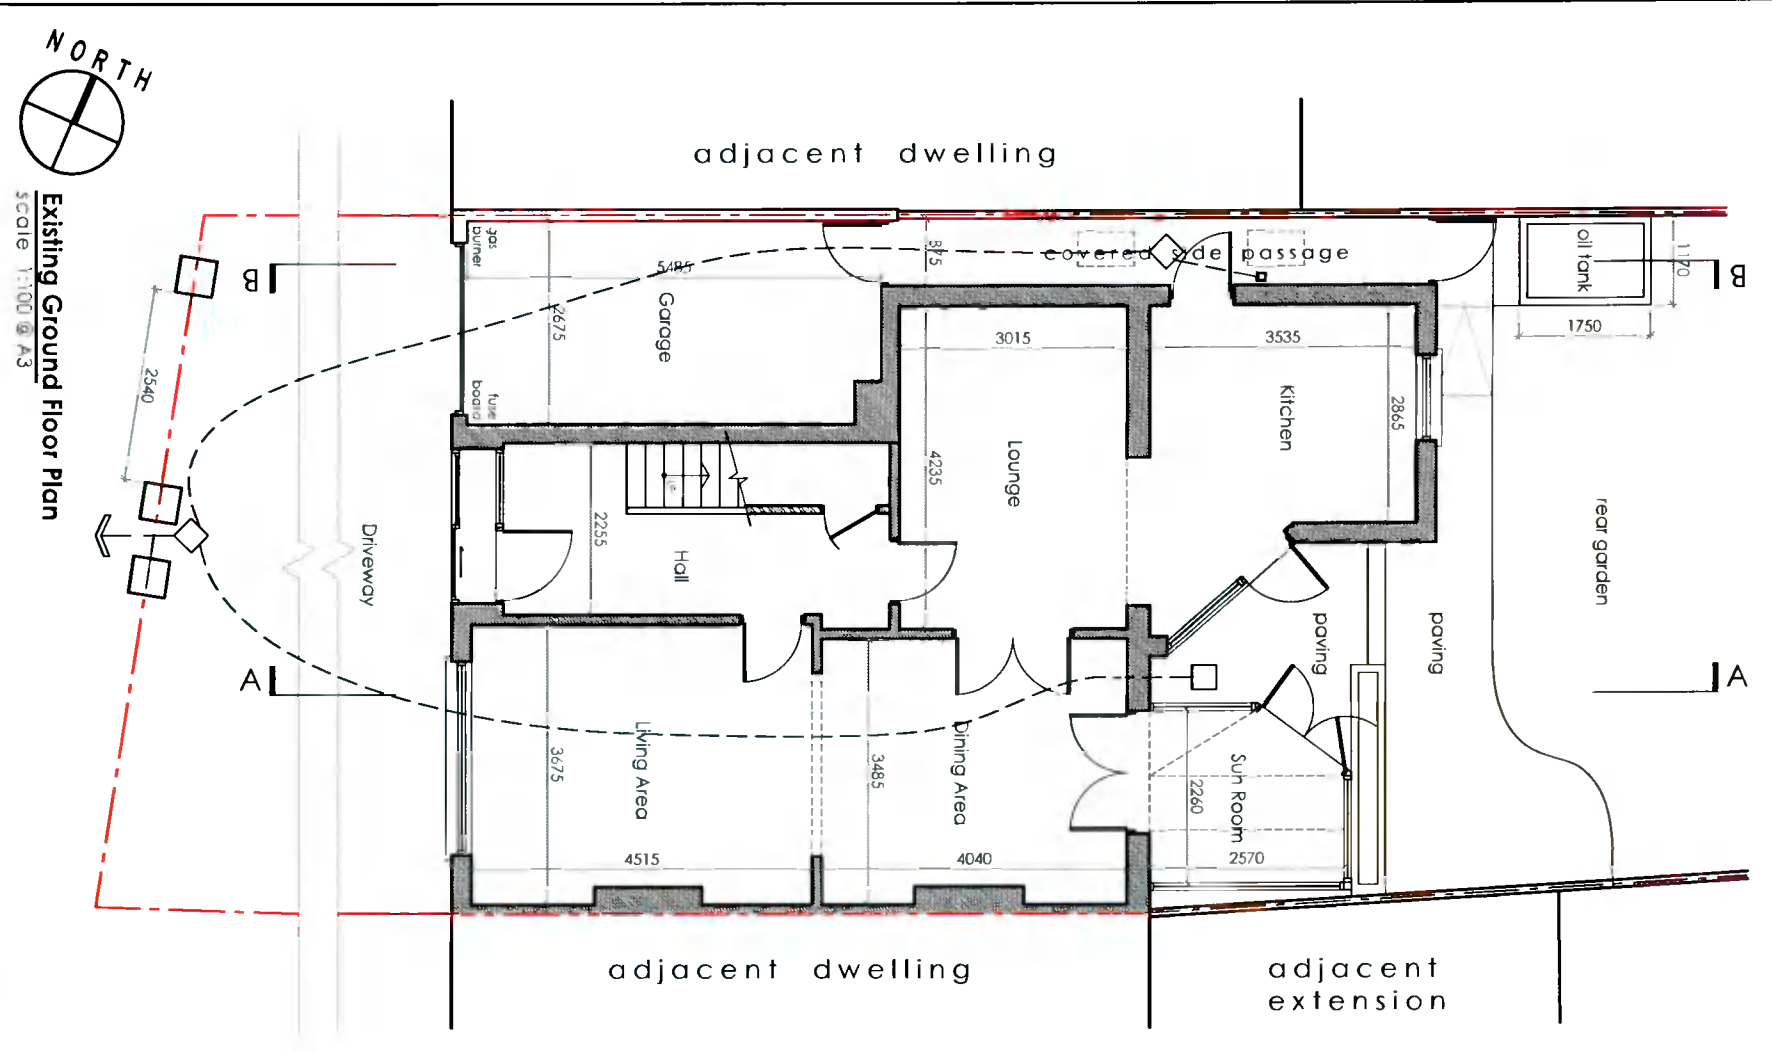 NORTH
Existing Ground Floor Plan
scale 1:100 @ A3
adjacent dwelling
gas
burner
5485
875
covered side passage
oil tank
1170
1750
B
B
2675
Garage
3015
3535
Kitchen
2865
2540
fuse
board
4235
Lounge
2255
Hall
Driveway
rear garden
paving
paving
A
A
Living Area
3675
Dining Area
3485
Sun Room
2260
4515
4040
2570
adjacent dwelling
adjacent
extension